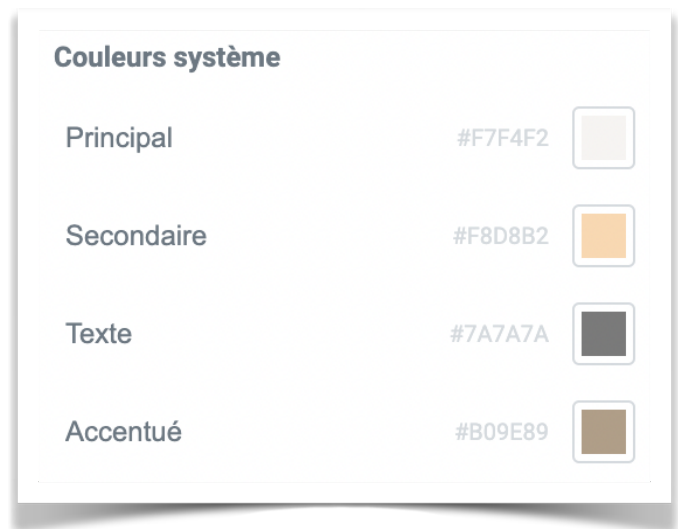 Couleurs système
Principal #F7F4F2
Secondaire #F8D8B2
Texte #7A7A7A
Accentué #B09E89